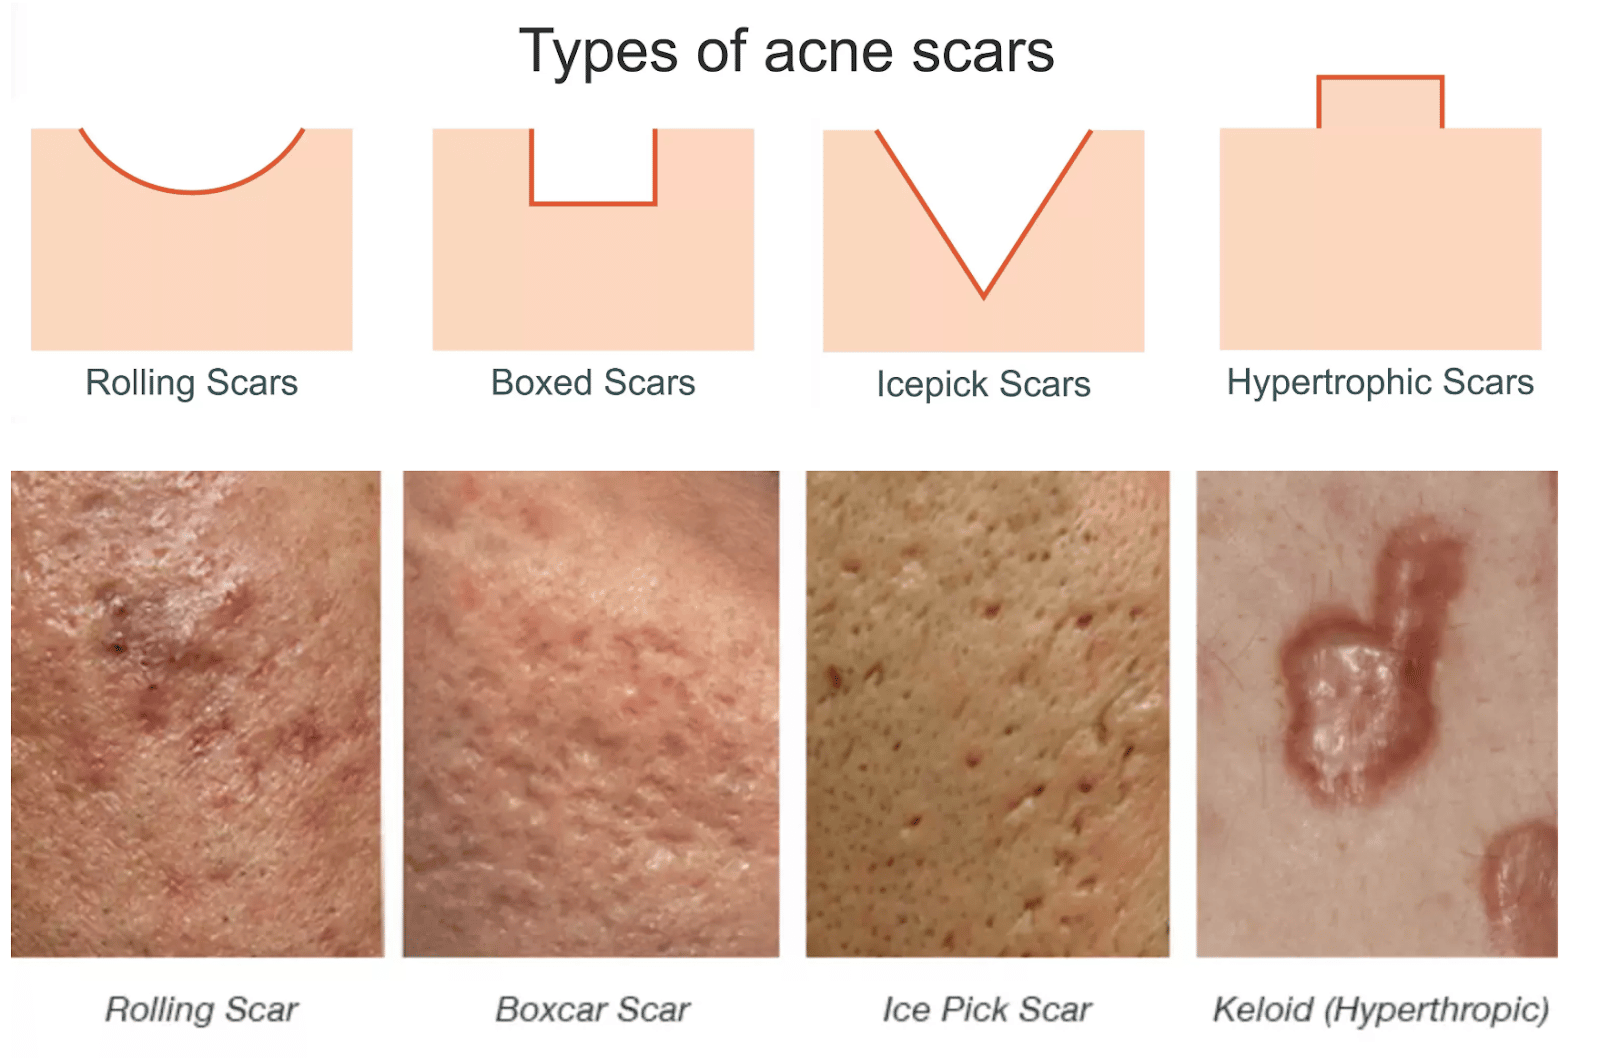 Types of acne scars
Rolling Scars
Boxed Scars
Icepick Scars
Hypertrophic Scars
Rolling Scar
Boxcar Scar
Ice Pick Scar
Keloid (Hyperthropic)